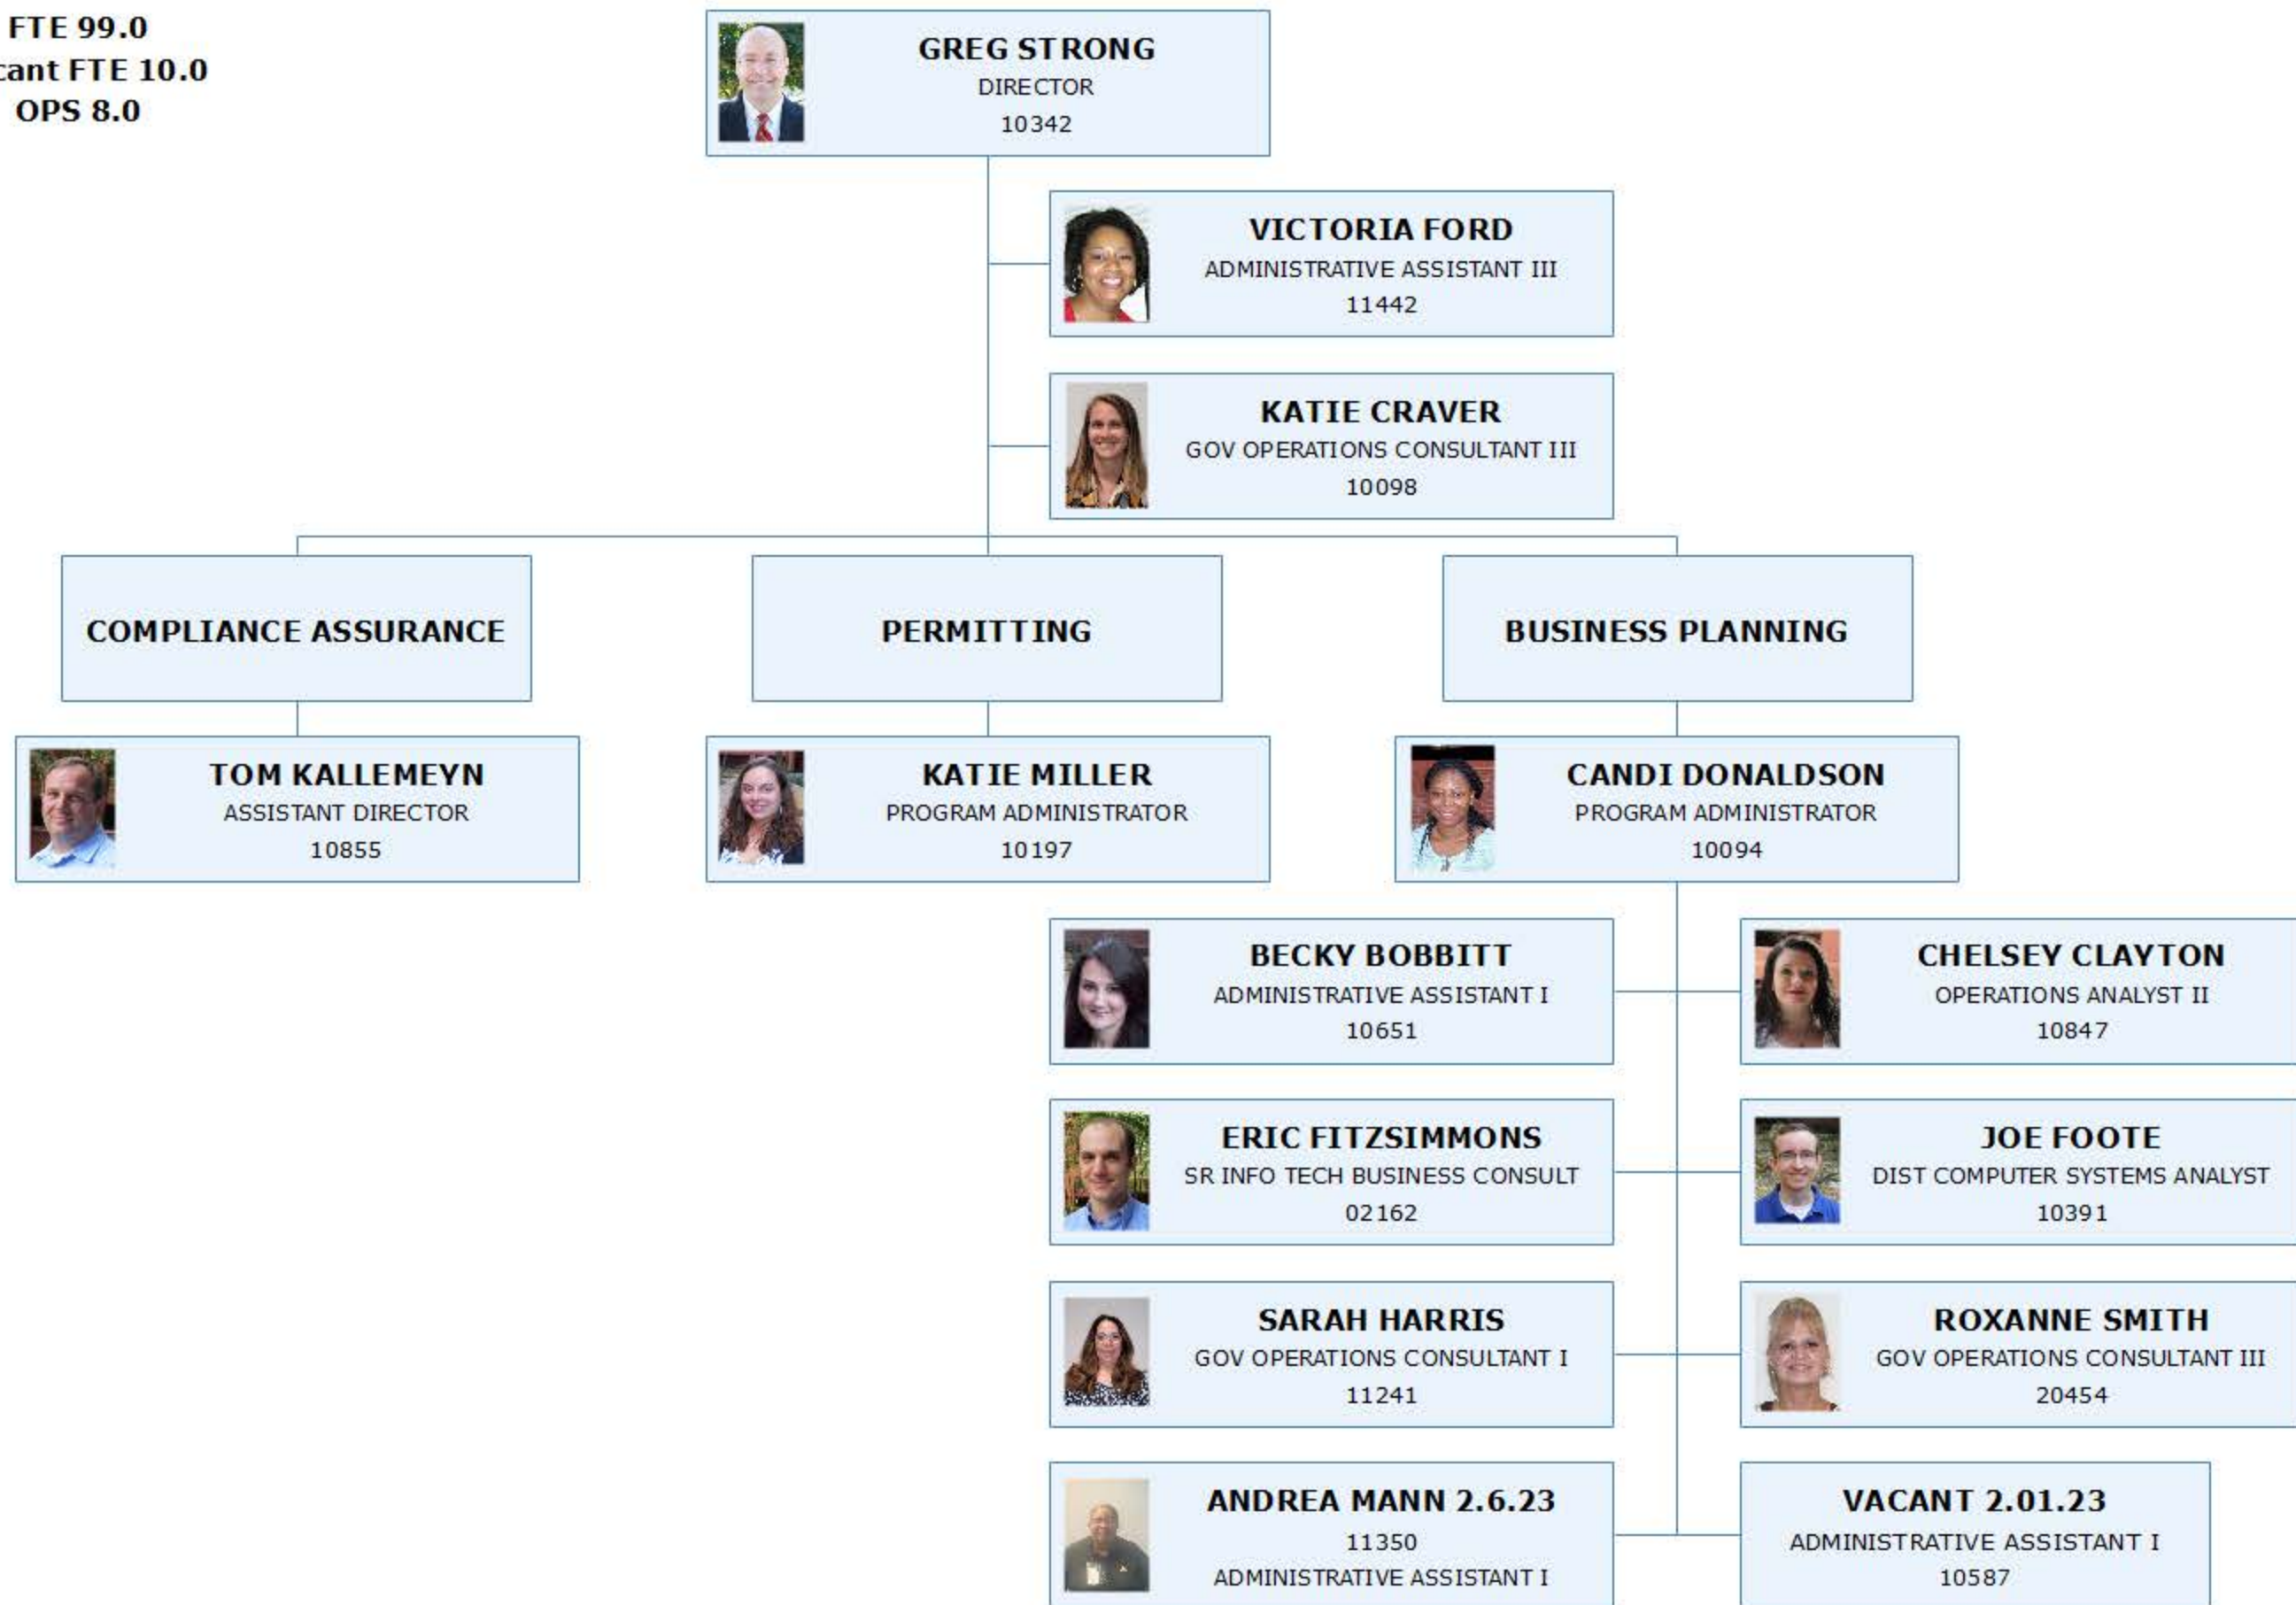 FTE 99.0
FTE 10.0
OPS 8.0
GREG STRONG
DIRECTOR
10342
VICTORIA FORD
ADMINISTRATIVE ASSISTANT III
11442
KATIE CRAVER
GOV OPERATIONS CONSULTANT III
10098
COMPLIANCE ASSURANCE
PERMITTING
BUSINESS PLANNING
TOM KALLEMEYN
ASSISTANT DIRECTOR
10855
KATIE MILLER
PROGRAM ADMINISTRATOR
10197
CANDI DONALDSON
PROGRAM ADMINISTRATOR
10094
BECKY BOBBITT
ADMINISTRATIVE ASSISTANT I
10651
CHELSEY CLAYTON
OPERATIONS ANALYST II
10847
ERIC FITZSIMMONS
SR INFO TECH BUSINESS CONSULT
02162
JOE FOOTE
DIST COMPUTER SYSTEMS ANALYST
10391
SARAH HARRIS
GOV OPERATIONS CONSULTANT I
11241
ROXANNE SMITH
GOV OPERATIONS CONSULTANT III
20454
ANDREA MANN 2.6.23
11350
ADMINISTRATIVE ASSISTANT I
VACANT 2.01.23
ADMINISTRATIVE ASSISTANT I
10587